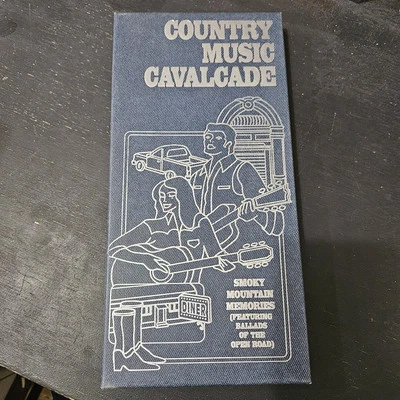 COUNTRY
MUSIC
CAVALCADE
SMOKY
MOUNTAIN
MEMORIES
(FEATURING
BALLADS
OF THE
OPEN ROAD)
DINER